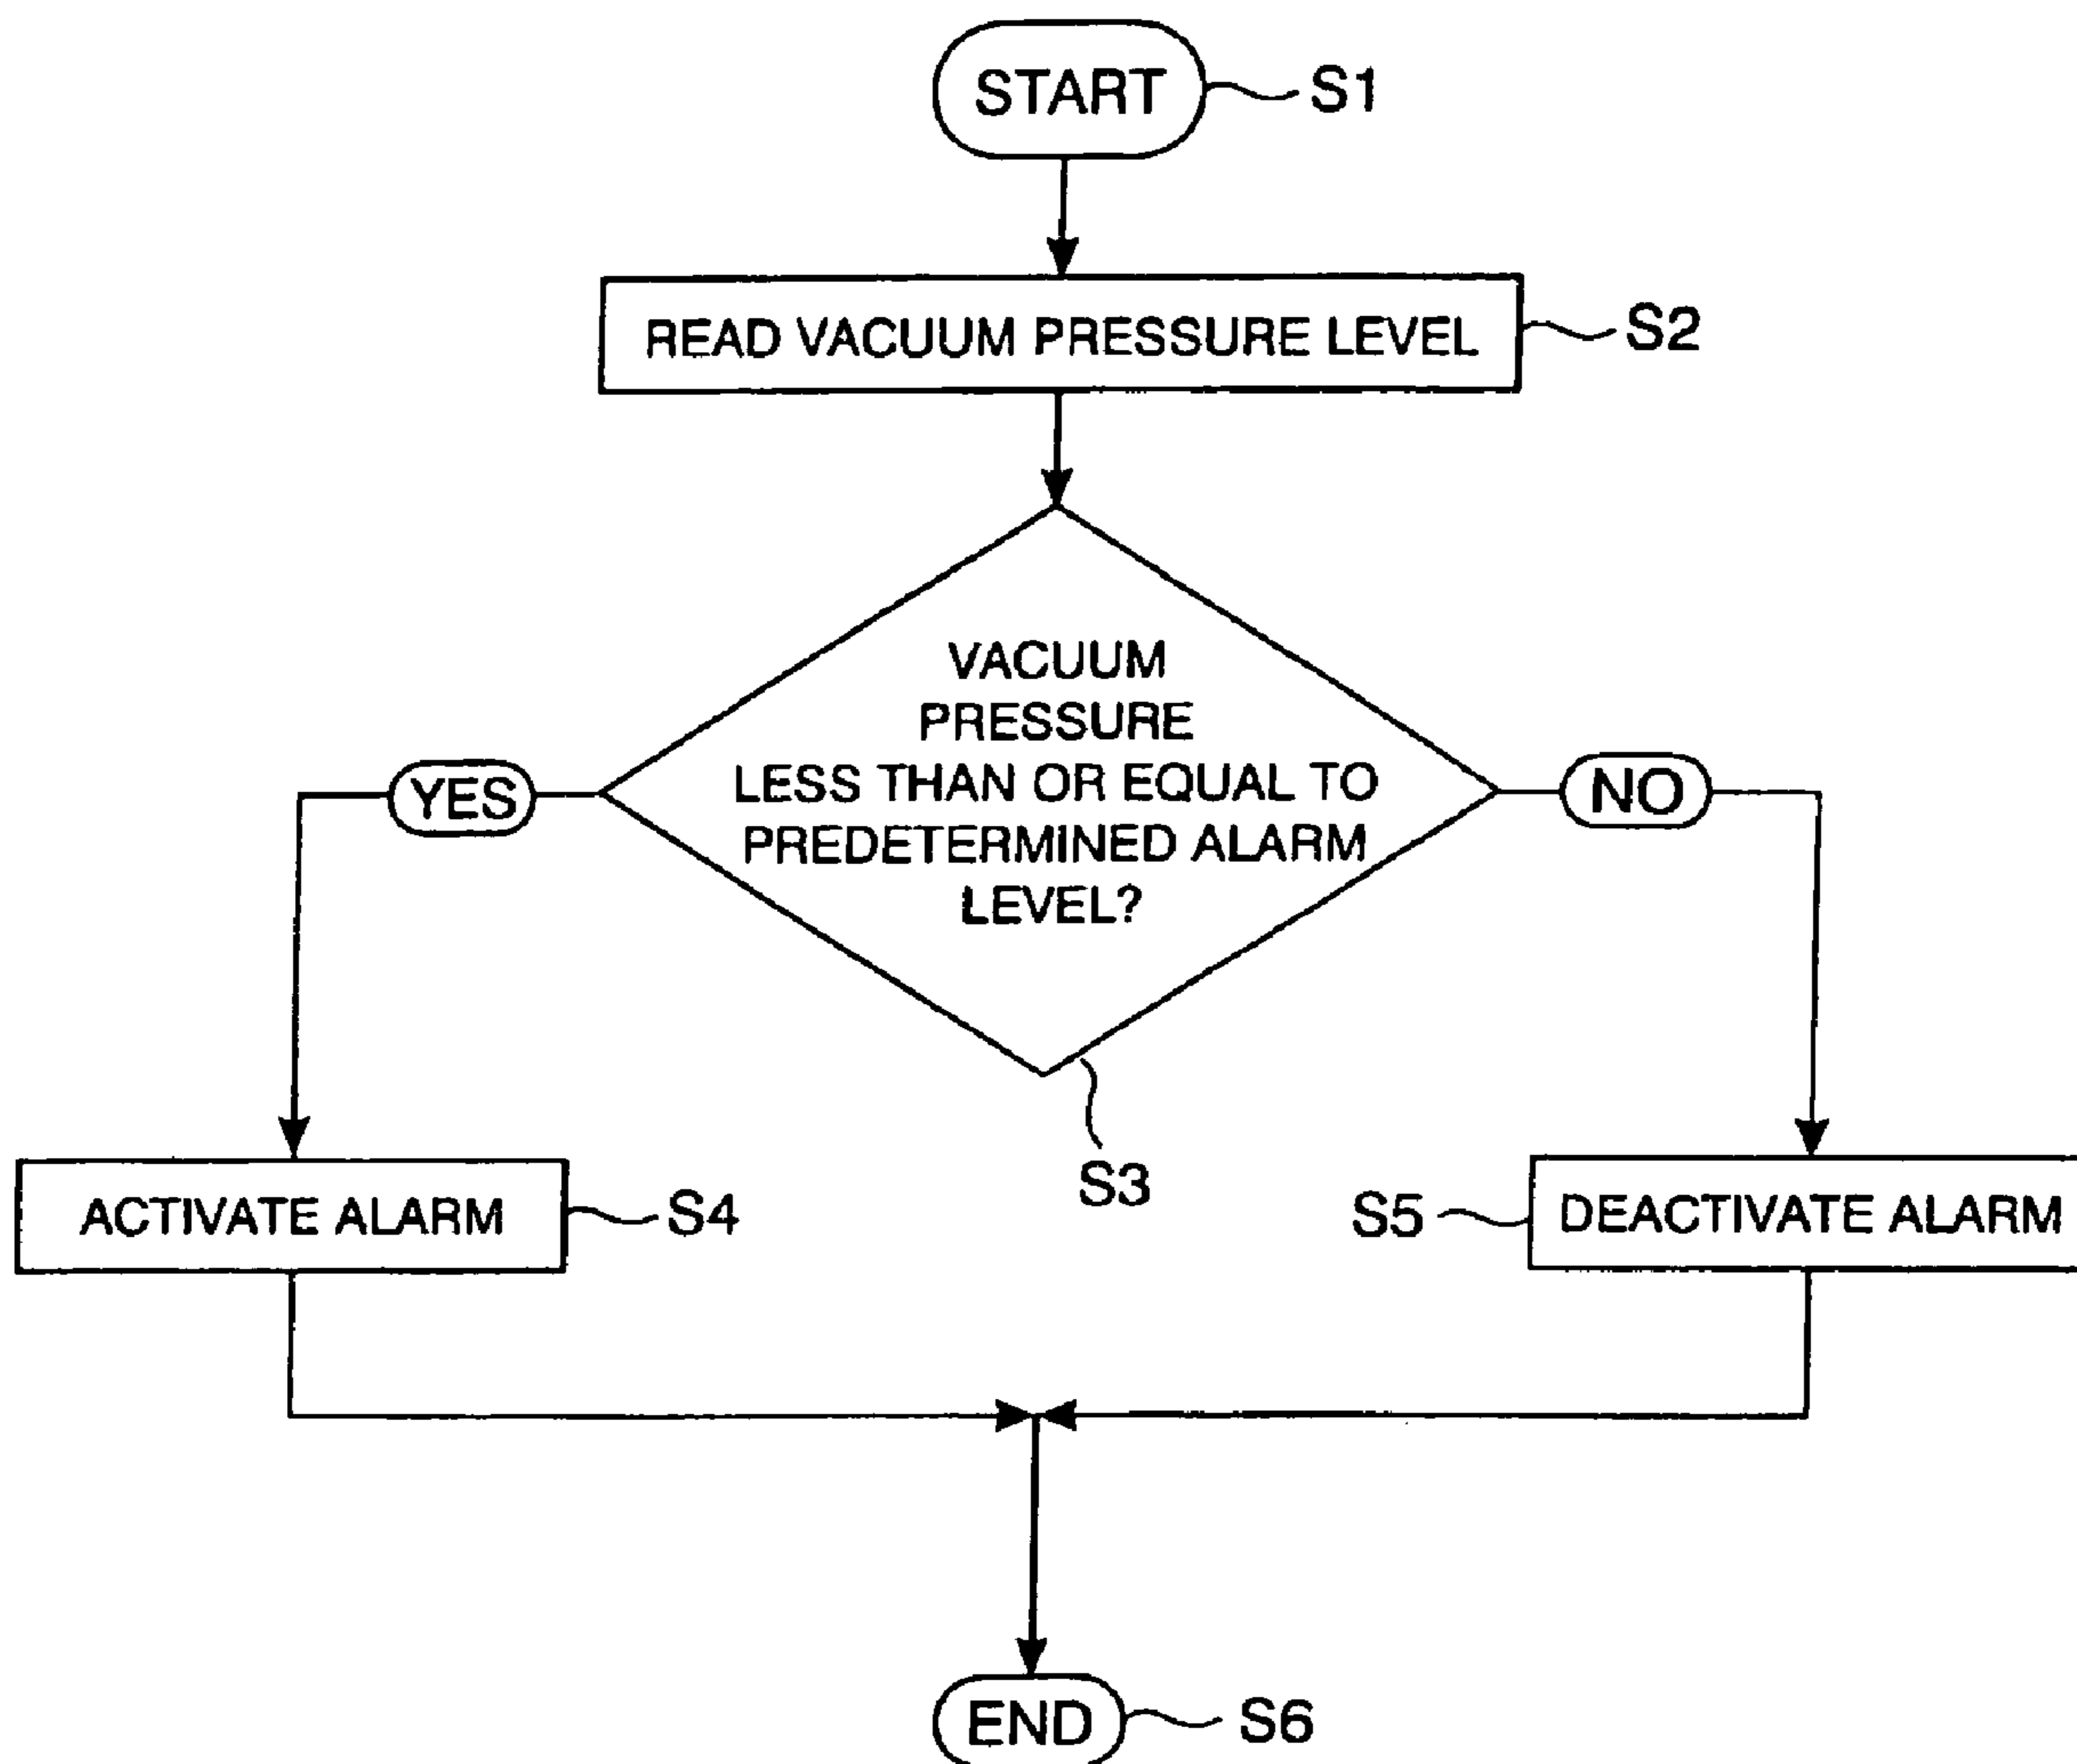 START
S1
READ VACUUM PRESSURE LEVEL
S2
VACUUM
PRESSURE
LESS THAN OR EQUAL TO
PREDETERMINED ALARM
LEVEL?
YES
NO
S3
ACTIVATE ALARM
S4
S5
DEACTIVATE ALARM
END
S6